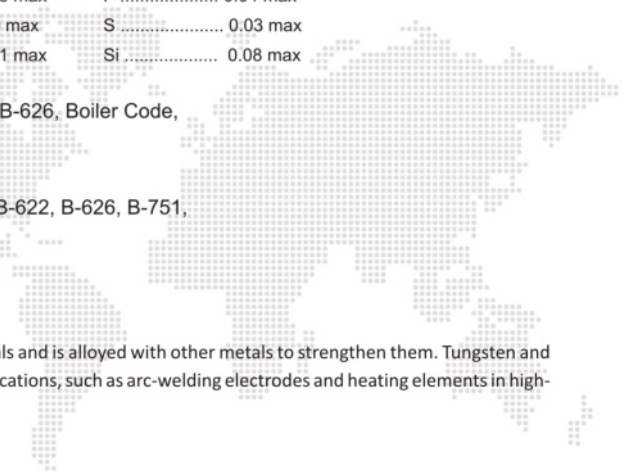 max S ..................... 0.03 max
1 max Si .................. 0.08 max
B-626, Boiler Code,
B-622, B-626, B-751,
ls and is alloyed with other metals to strengthen them. Tungsten and
cations, such as arc-welding electrodes and heating elements in high-